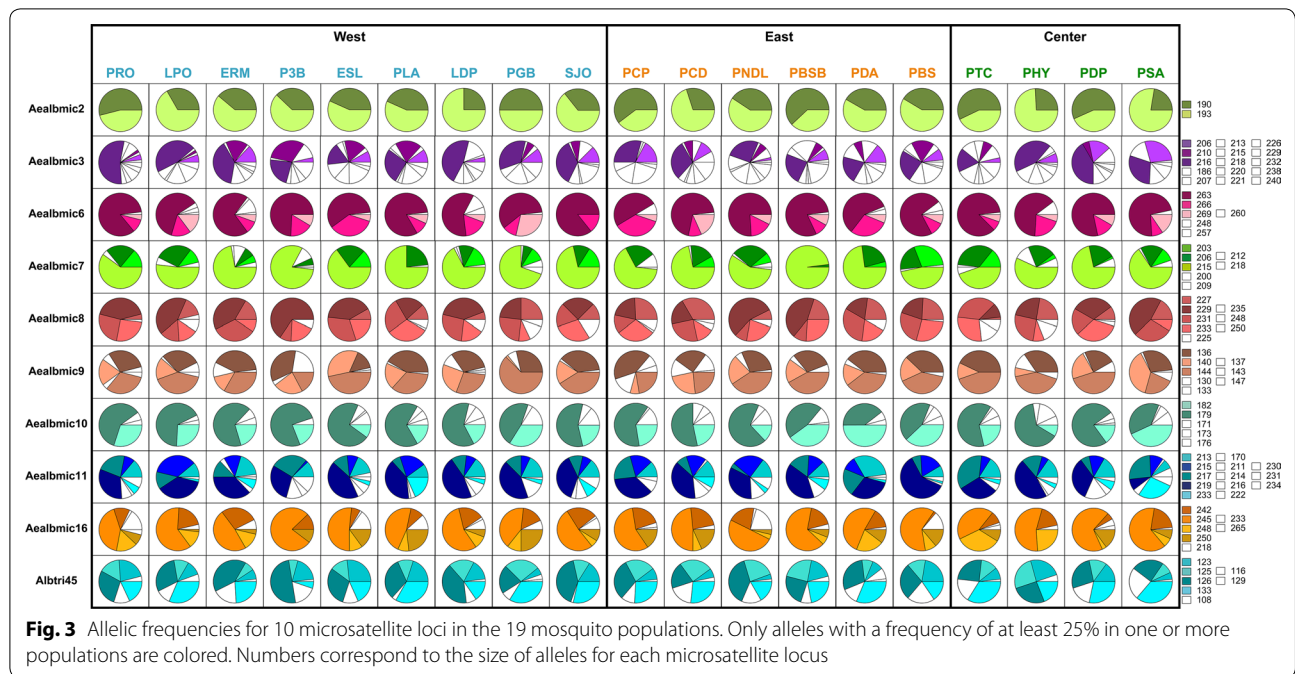 West East Center
PRO LPO ERM P3B ESL PLA LDP PGB SJO PCP PCD PNDL PBSB PDA PBS PTC PHY PDP PSA
Aealbmic2
190
193
Aealbmic3
206 213 226
210 215 229
216 218 232
186 220 238
207 221 240
Aealbmic6
263
266
269 260
248
257
Aealbmic7
203
206 212
215 218
200
209
Aealbmic8
227
229 235
231 248
233 250
225
Aealbmic9
136
140 137
144 143
130 147
133
Aealbmic10
182
179
171
173
176
Aealbmic11
213 170
215 211 230
217 214 231
219 216 234
233 222
Aealbmic16
242
245 233
248 265
250
218
Albtri45
123
125 116
126 129
133
108
Fig. 3 Allelic frequencies for 10 microsatellite loci in the 19 mosquito populations. Only alleles with a frequency of at least 25% in one or more
populations are colored. Numbers correspond to the size of alleles for each microsatellite locus